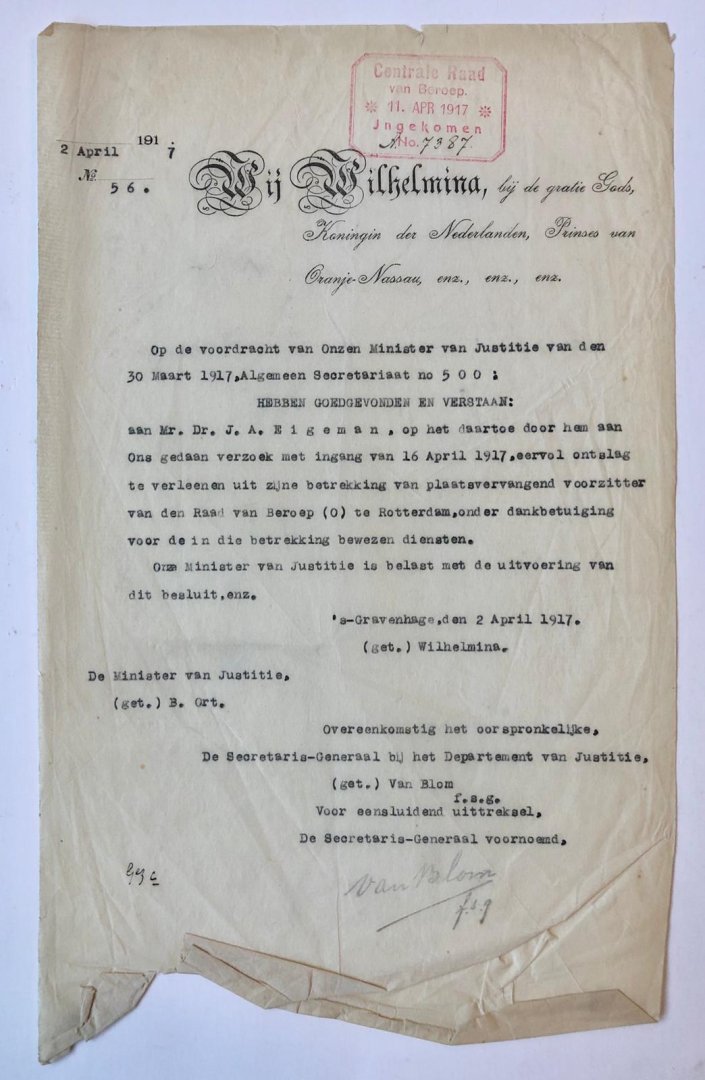 Centrale Raad
van Beroep.
* 11. APR 1917 *
Jngekomen
A.No. 7387.
2 April 1917.
No. 56.
Wij Wilhelmina, bij de gratie Gods,
Koningin der Nederlanden, Prinses van
Oranje-Nassau, enz., enz., enz.
Op de voordracht van Onzen Minister van Justitie van den
30 Maart 1917, Algemeen Secretariaat no 5 0 0 ;
HEBBEN GOEDGEVONDEN EN VERSTAAN:
aan Mr. Dr. J. A. E i g e m a n , op het daartoe door hem aan
Ons gedaan verzoek met ingang van 16 April 1917, eervol ontslag
te verleenen uit zijne betrekking van plaatsvervangend voorzitter
van den Raad van Beroep (O) te Rotterdam, onder dankbetuiging
voor de in die betrekking bewezen diensten.
Onze Minister van Justitie is belast met de uitvoering van
dit besluit, enz.
's-Gravenhage, den 2 April 1917.
(get.) Wilhelmina.
De Minister van Justitie,
(get.) B. Ort.
Overeenkomstig het oorspronkelijke,
De Secretaris-Generaal bij het Departement van Justitie,
(get.) Van Blom
f.s.g.
Voor eensluidend uittreksel,
De Secretaris-Generaal voornoemd,
van Blom
f.s.g